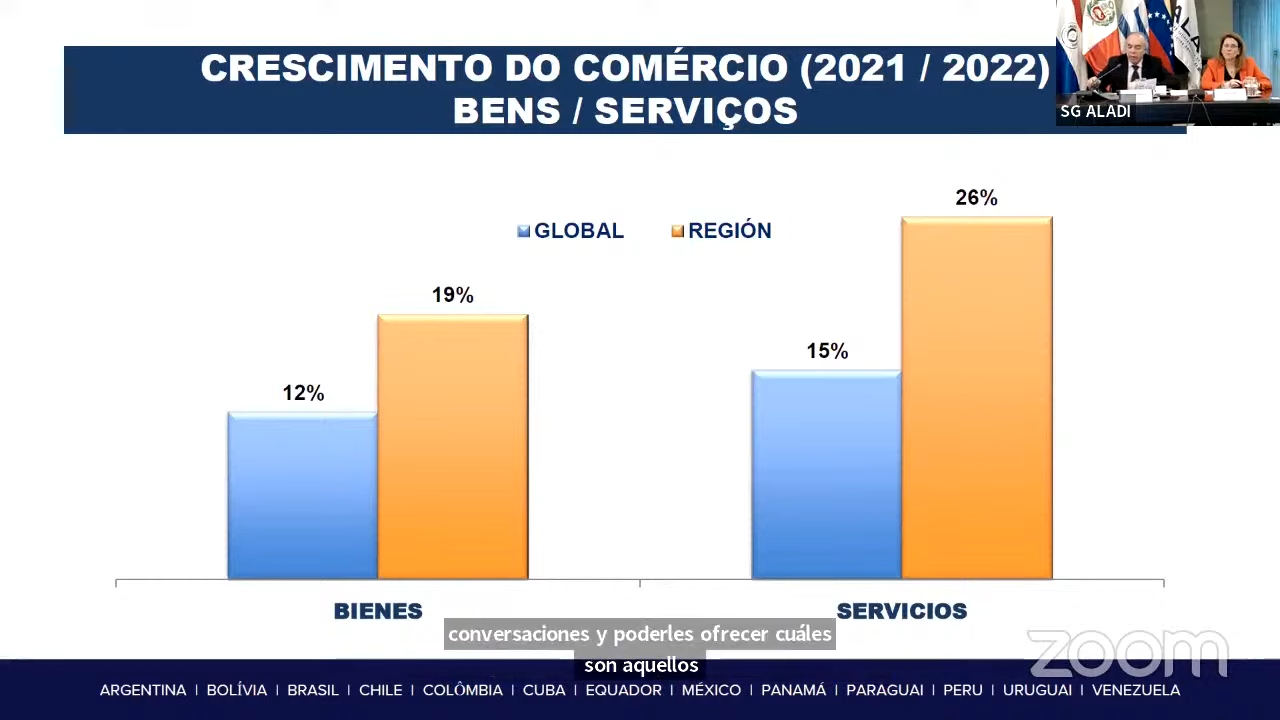 CRESCIMENTO DO COMÉRCIO (2021 / 2022)
BENS / SERVIÇOS
SG ALADI
26%
GLOBAL REGIÓN
19%
15%
12%
BIENES SERVICIOS
conversaciones y poderles ofrecer cuáles
son aquellos
zoom
ARGENTINA | BOLÍVIA | BRASIL | CHILE | COLÔMBIA | CUBA | EQUADOR | MÉXICO | PANAMÁ | PARAGUAI | PERU | URUGUAI | VENEZUELA